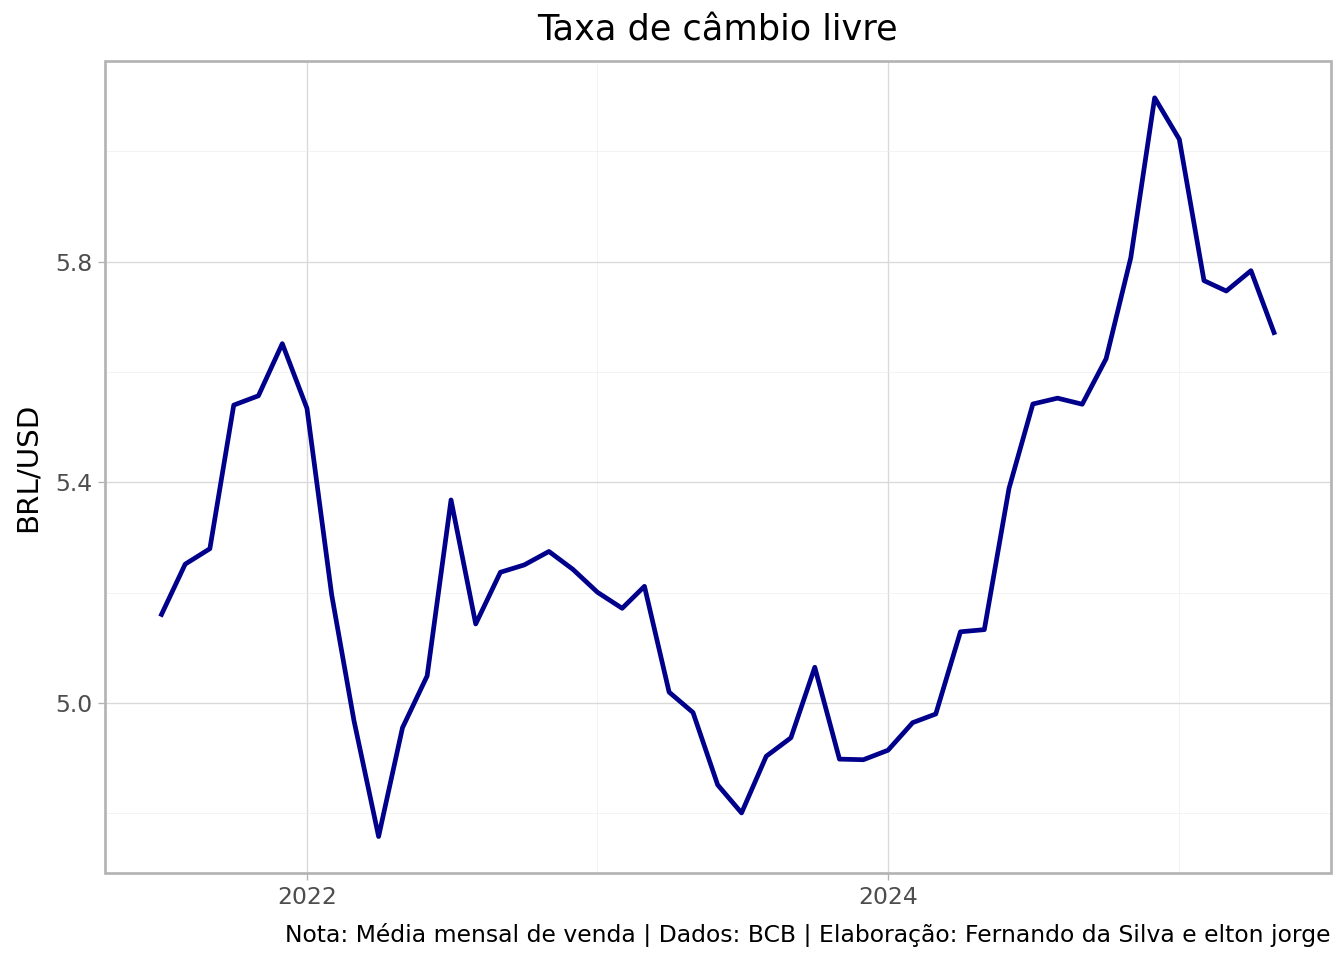 Taxa de câmbio livre
BRL/USD
5.8
5.4
5.0
2022
2024
Nota: Média mensal de venda | Dados: BCB | Elaboração: Fernando da Silva e elton jorge